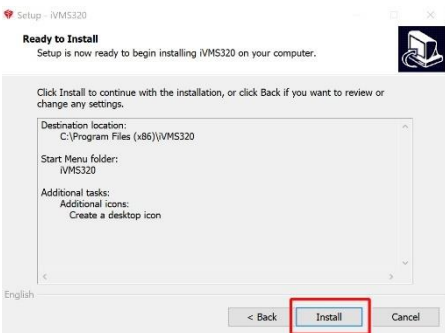 Setup - iVMS320
Ready to Install
Setup is now ready to begin installing iVMS320 on your computer.
Click Install to continue with the installation, or click Back if you want to review or
change any settings.
Destination location:
C:\Program Files (x86)\iVMS320
Start Menu folder:
iVMS320
Additional tasks:
Additional icons:
Create a desktop icon
English
< Back
Install
Cancel